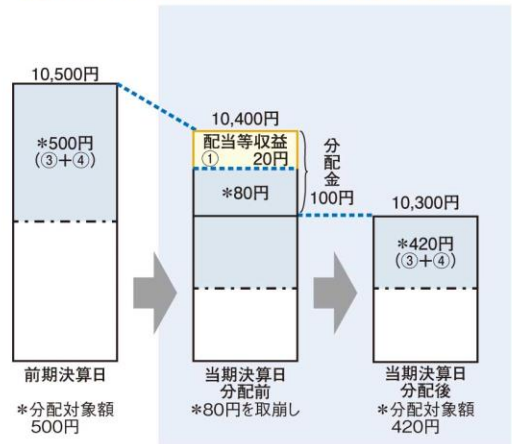 10,500円
*500円
(③+④)
前期決算日
*分配対象額
500円
10,400円
配当等収益
① 20円
*80円
分配金
100円
当期決算日
分配前
*80円を取崩し
10,300円
*420円
(③+④)
当期決算日
分配後
*分配対象額
420円